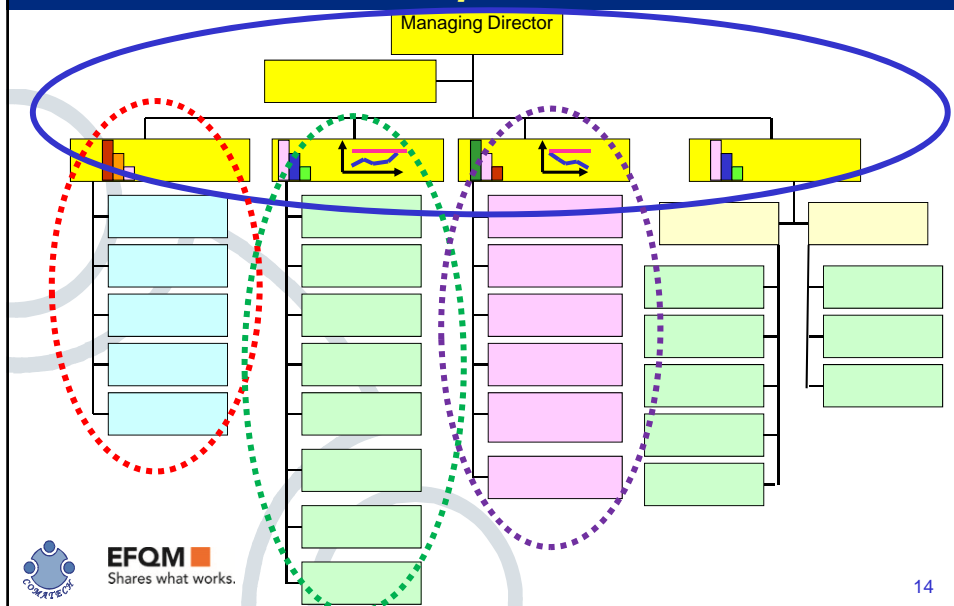 Managing Director
COMATECH
EFQM
Shares what works.
14